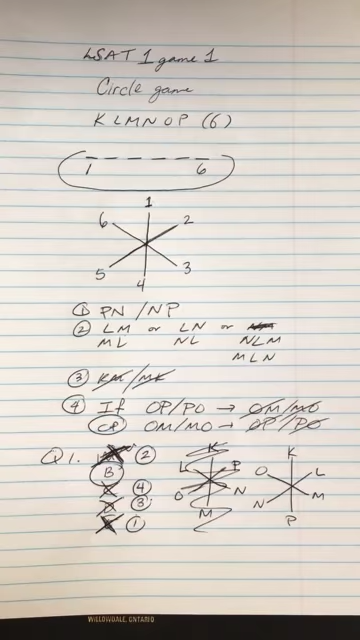 LSAT 1 game 1
Circle game
K L M N O P (6)
1 6
1
6 2
5 3
4
① PN / NP
② LM or LN or
ML NL NLM
MLN
③ KM/MK
④ If OP/PO → OM/MO
CP OM/MO → OP/PO
Q1. ② K K
B L P O L
④ O N N M
③ M P
①
WILLOWDALE, ONTARIO